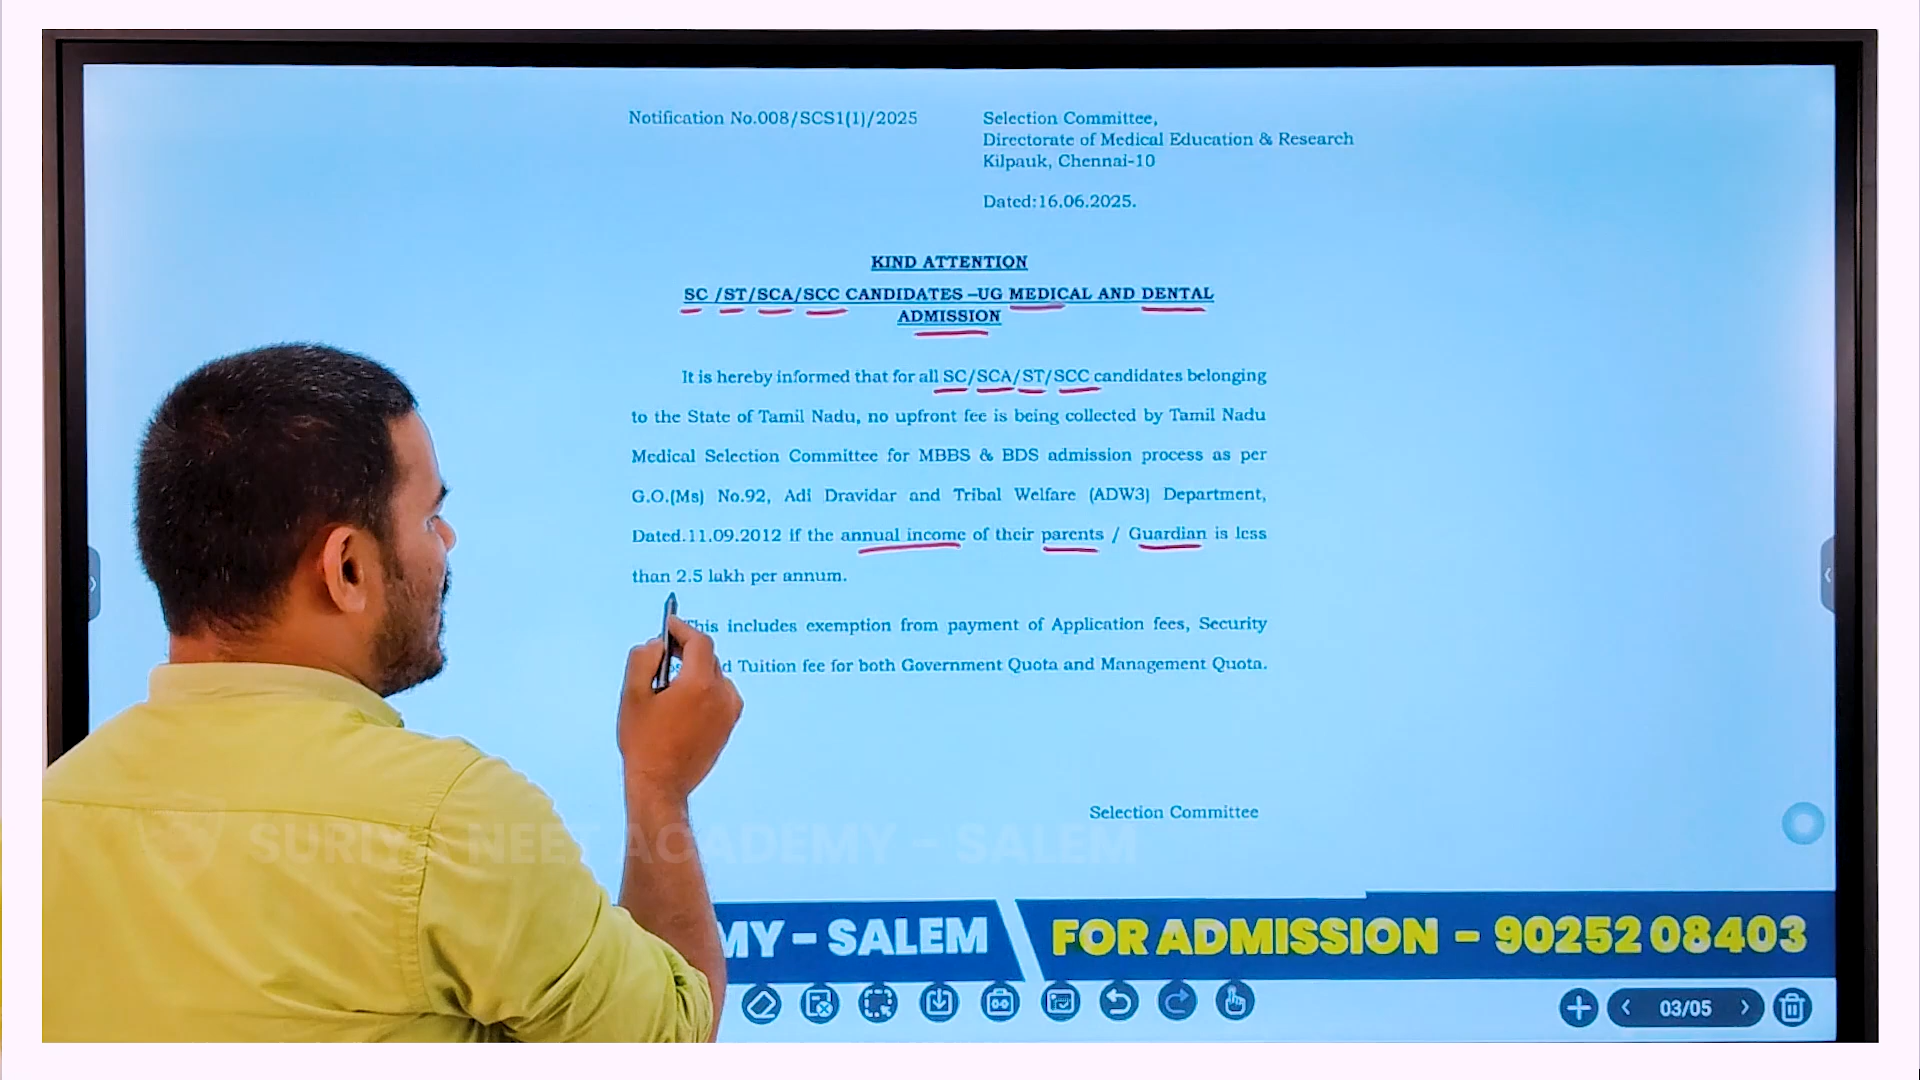 Notification No.008/SCS1(1)/2025
Selection Committee,
Directorate of Medical Education & Research
Kilpauk, Chennai-10
Dated:16.06.2025.
KIND ATTENTION
SC /ST/SCA/SCC CANDIDATES –UG MEDICAL AND DENTAL
ADMISSION
It is hereby informed that for all SC/SCA/ST/SCC candidates belonging
to the State of Tamil Nadu, no upfront fee is being collected by Tamil Nadu
Medical Selection Committee for MBBS & BDS admission process as per
G.O.(Ms) No.92, Adi Dravidar and Tribal Welfare (ADW3) Department,
Dated.11.09.2012 if the annual income of their parents / Guardian is less
than 2.5 lakh per annum.
This includes exemption from payment of Application fees, Security
Tuition fee for both Government Quota and Management Quota.
Selection Committee
SURIYA NEET ACADEMY - SALEM
MY - SALEM
FOR ADMISSION - 90252 08403
03/05